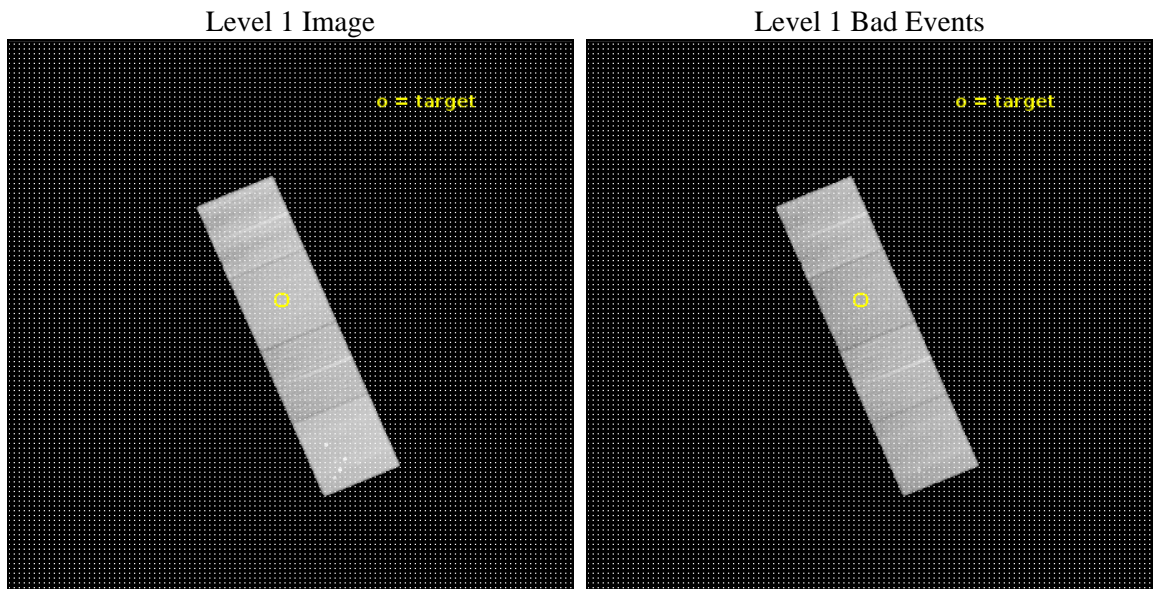 Level 1 Image
Level 1 Bad Events
o = target
o = target